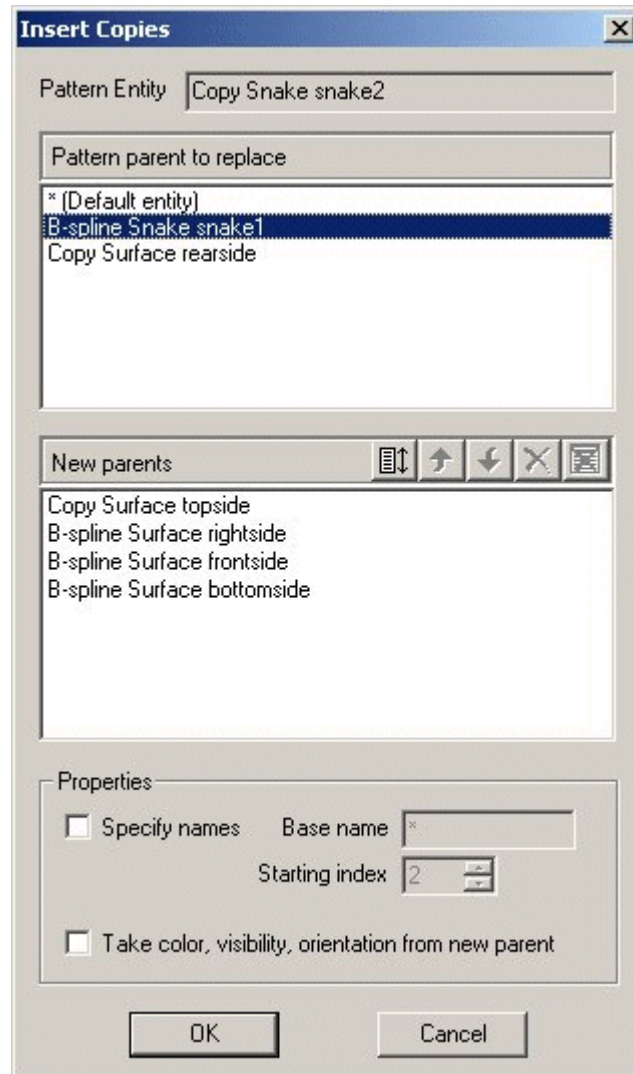 Insert Copies
Pattern Entity Copy Snake snake2
Pattern parent to replace
* (Default entity)
B-spline Snake snake1
Copy Surface rearside
New parents
Copy Surface topside
B-spline Surface rightside
B-spline Surface frontside
B-spline Surface bottomside
Properties
Specify names Base name *
Starting index 2
Take color, visibility, orientation from new parent
OK Cancel